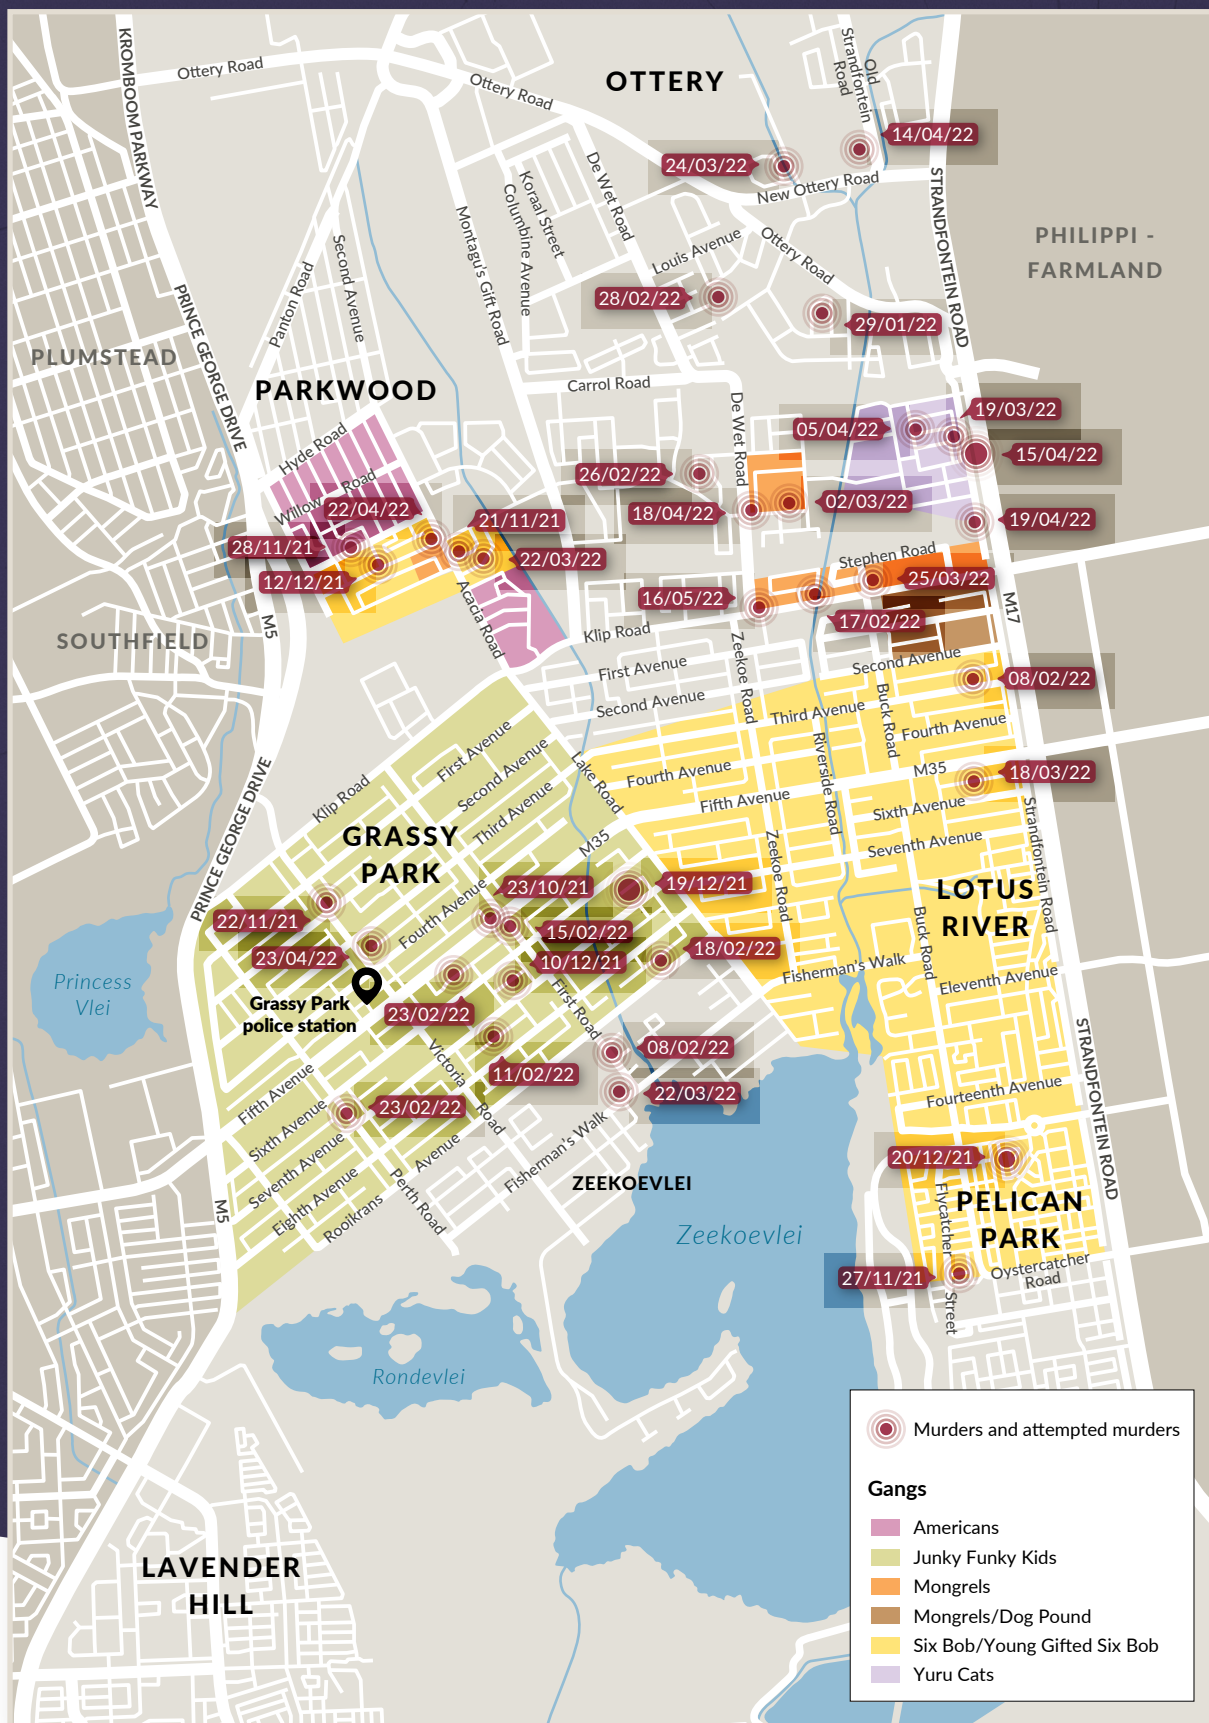 OTTERY
Ottery Road
Ottery Road
KROMBOOM PARKWAY
Old
Strandfontein
Road
14/04/22
24/03/22
New Ottery Road
De Wet Road
Koraal Street
Columbine Avenue
Montagu's Gift Road
Second Avenue
Panton Road
STRANDFONTEIN ROAD
PHILIPPI -
FARMLAND
Louis Avenue
Ottery Road
28/02/22
29/01/22
PRINCE GEORGE DRIVE
PLUMSTEAD
PARKWOOD
Carrol Road
De Wet Road
19/03/22
05/04/22
15/04/22
Hyde Road
Willow Road
26/02/22
02/03/22
18/04/22
22/04/22
21/11/21
19/04/22
28/11/21
22/03/22
12/12/21
Stephen Road
25/03/22
16/05/22
17/02/22
M5
M17
Acacia Road
Klip Road
SOUTHFIELD
First Avenue
Second Avenue
Zeekoe Road
Second Avenue
08/02/22
Third Avenue
Buck Road
Fourth Avenue
First Avenue
Second Avenue
Third Avenue
Lake Road
Fourth Avenue
Riverside Road
M35
18/03/22
Klip Road
PRINCE GEORGE DRIVE
Fifth Avenue
Sixth Avenue
Seventh Avenue
Strandfontein Road
M35
Zeekoe Road
GRASSY
PARK
LOTUS
RIVER
Fourth Avenue
23/10/21
19/12/21
22/11/21
15/02/22
18/02/22
23/04/22
10/12/21
Buck Road
Fisherman's Walk
Eleventh Avenue
Princess
Vlei
Grassy Park
police station
23/02/22
First Road
08/02/22
Victoria Road
11/02/22
22/03/22
STRANDFONTEIN ROAD
Fifth Avenue
23/02/22
Fourteenth Avenue
Sixth Avenue
Seventh Avenue
Eighth Avenue
Rooikrans Avenue
Perth Road
Fisherman's Walk
M5
ZEEKOEVLEI
20/12/21
Zeekoevlei
Flycatcher Street
PELICAN
PARK
27/11/21
Oystercatcher
Road
Rondevlei
LAVENDER
HILL
Murders and attempted murders
Gangs
Americans
Junky Funky Kids
Mongrels
Mongrels/Dog Pound
Six Bob/Young Gifted Six Bob
Yuru Cats